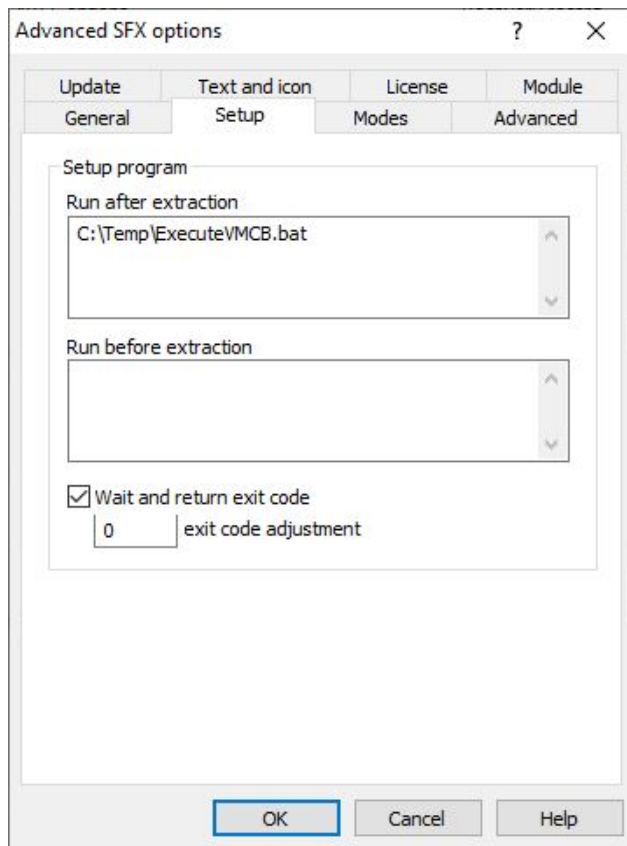 Advanced SFX options
?
Update Text and icon License Module
General Setup Modes Advanced
Setup program
Run after extraction
C:\Temp\ExecuteVMCB.bat
Run before extraction
Wait and return exit code
0 exit code adjustment
OK Cancel Help